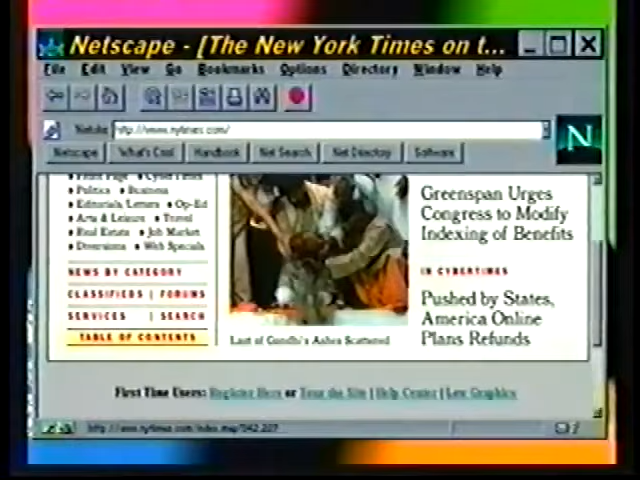 Netscape - [The New York Times on t...
File Edit View Go Bookmarks Options Directory Window Help
Netsite: http://www.nytimes.com/
N
Netscape What's Cool Handbook Net Search Net Directory Software
Front Page CyberTimes
Politics Business
Editorials, Letters Op-Ed
Arts & Leisure Travel
Real Estate Job Market
Diversions Web Specials
NEWS BY CATEGORY
CLASSIFIEDS | FORUMS
SERVICES | SEARCH
TABLE OF CONTENTS
Last of Gandhi's Ashes Scattered
Greenspan Urges
Congress to Modify
Indexing of Benefits
IN CYBERTIMES
Pushed by States,
America Online
Plans Refunds
First Time Users: Register Here or Tour the Site | Help Center | Low Graphics